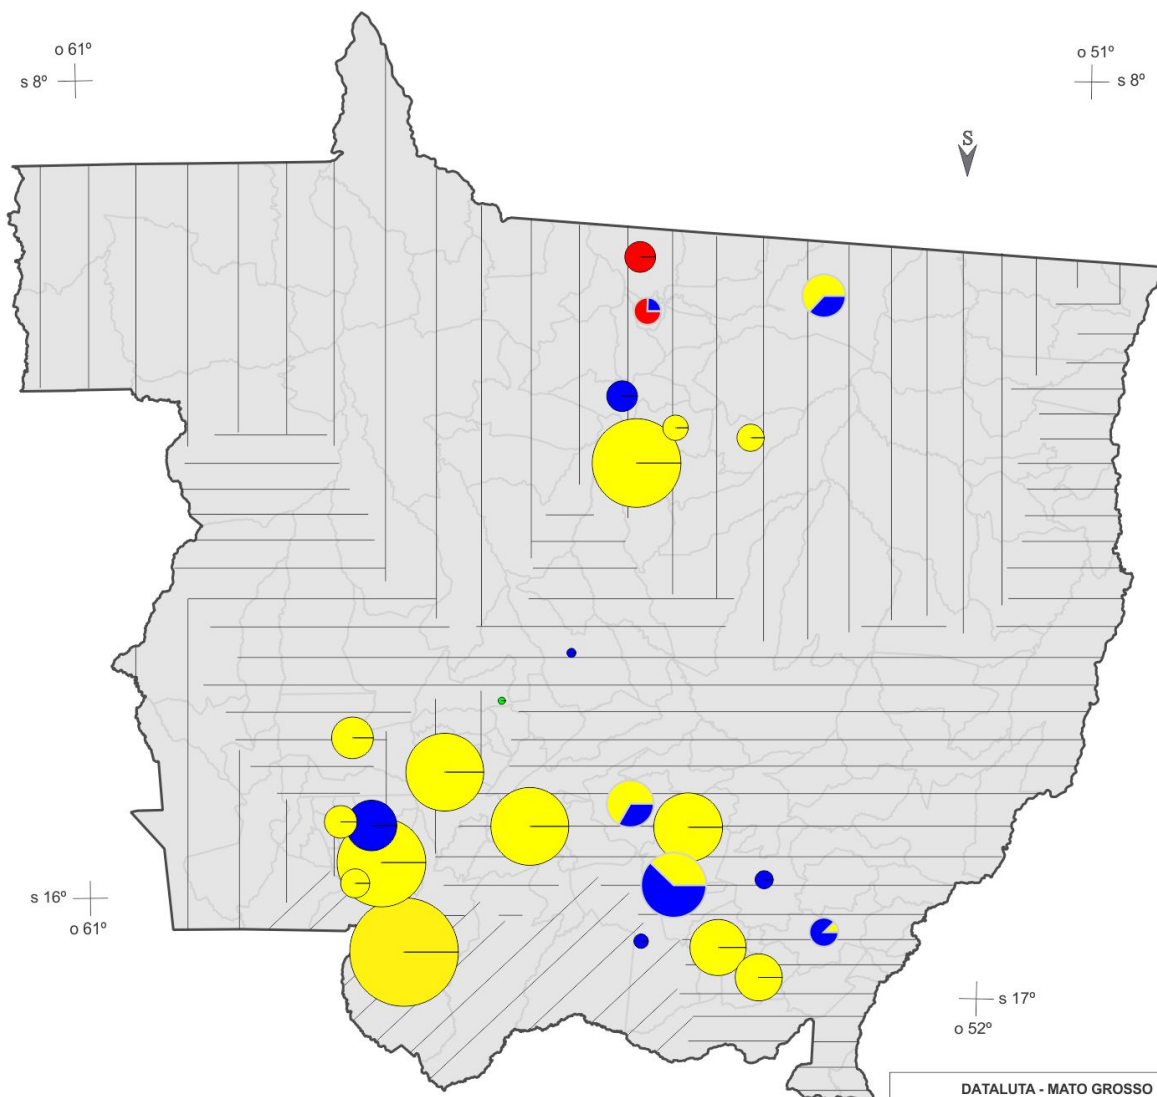 o 61º
s 8º
o 51º
s 8º
S
s 16º
o 61º
s 17º
o 52º
DATALUTA - MATO GROSSO